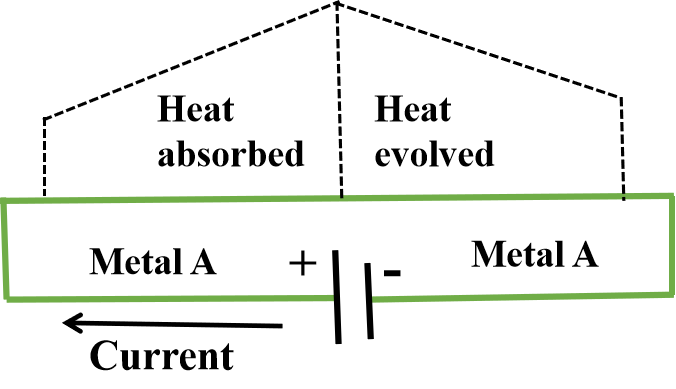 Heat
absorbed
Heat
evolved
Metal A
+
-
Metal A
Current